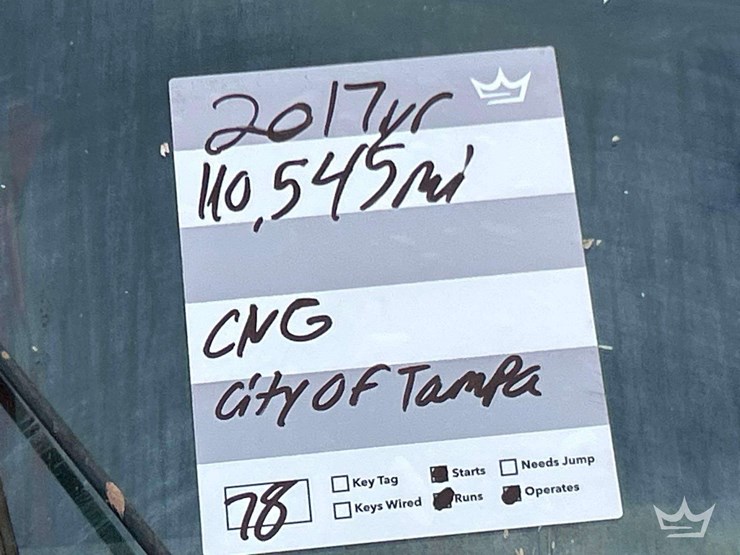 2017yr
110,545mi
CNG
City Of Tampa
78
Key Tag Starts Needs Jump
Keys Wired Runs Operates